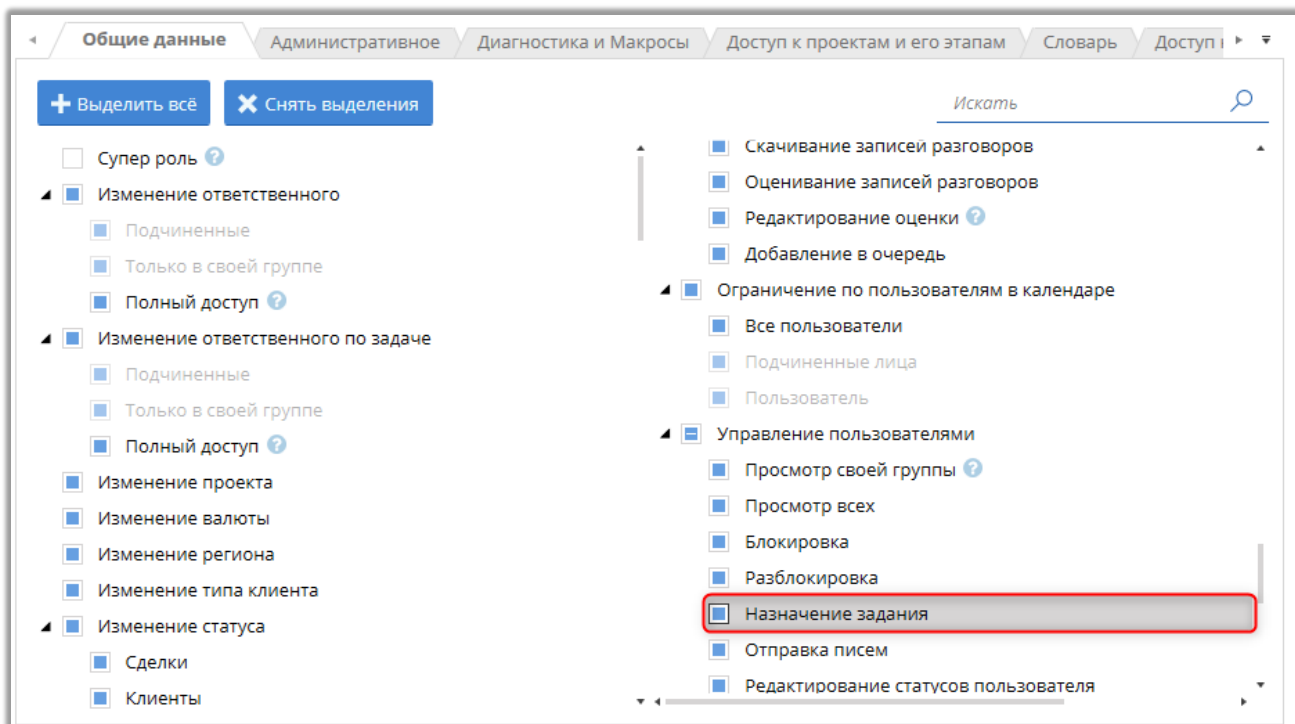 Общие данные
Административное
Диагностика и Макросы
Доступ к проектам и его этапам
Словарь
Доступ
Выделить всё
Снять выделения
Искать
Супер роль ?
Изменение ответственного
Подчиненные
Только в своей группе
Полный доступ ?
Изменение ответственного по задаче
Подчиненные
Только в своей группе
Полный доступ ?
Изменение проекта
Изменение валюты
Изменение региона
Изменение типа клиента
Изменение статуса
Сделки
Клиенты
Скачивание записей разговоров
Оценивание записей разговоров
Редактирование оценки ?
Добавление в очередь
Ограничение по пользователям в календаре
Все пользователи
Подчиненные лица
Пользователь
Управление пользователями
Просмотр своей группы ?
Просмотр всех
Блокировка
Разблокировка
Назначение задания
Отправка писем
Редактирование статусов пользователя